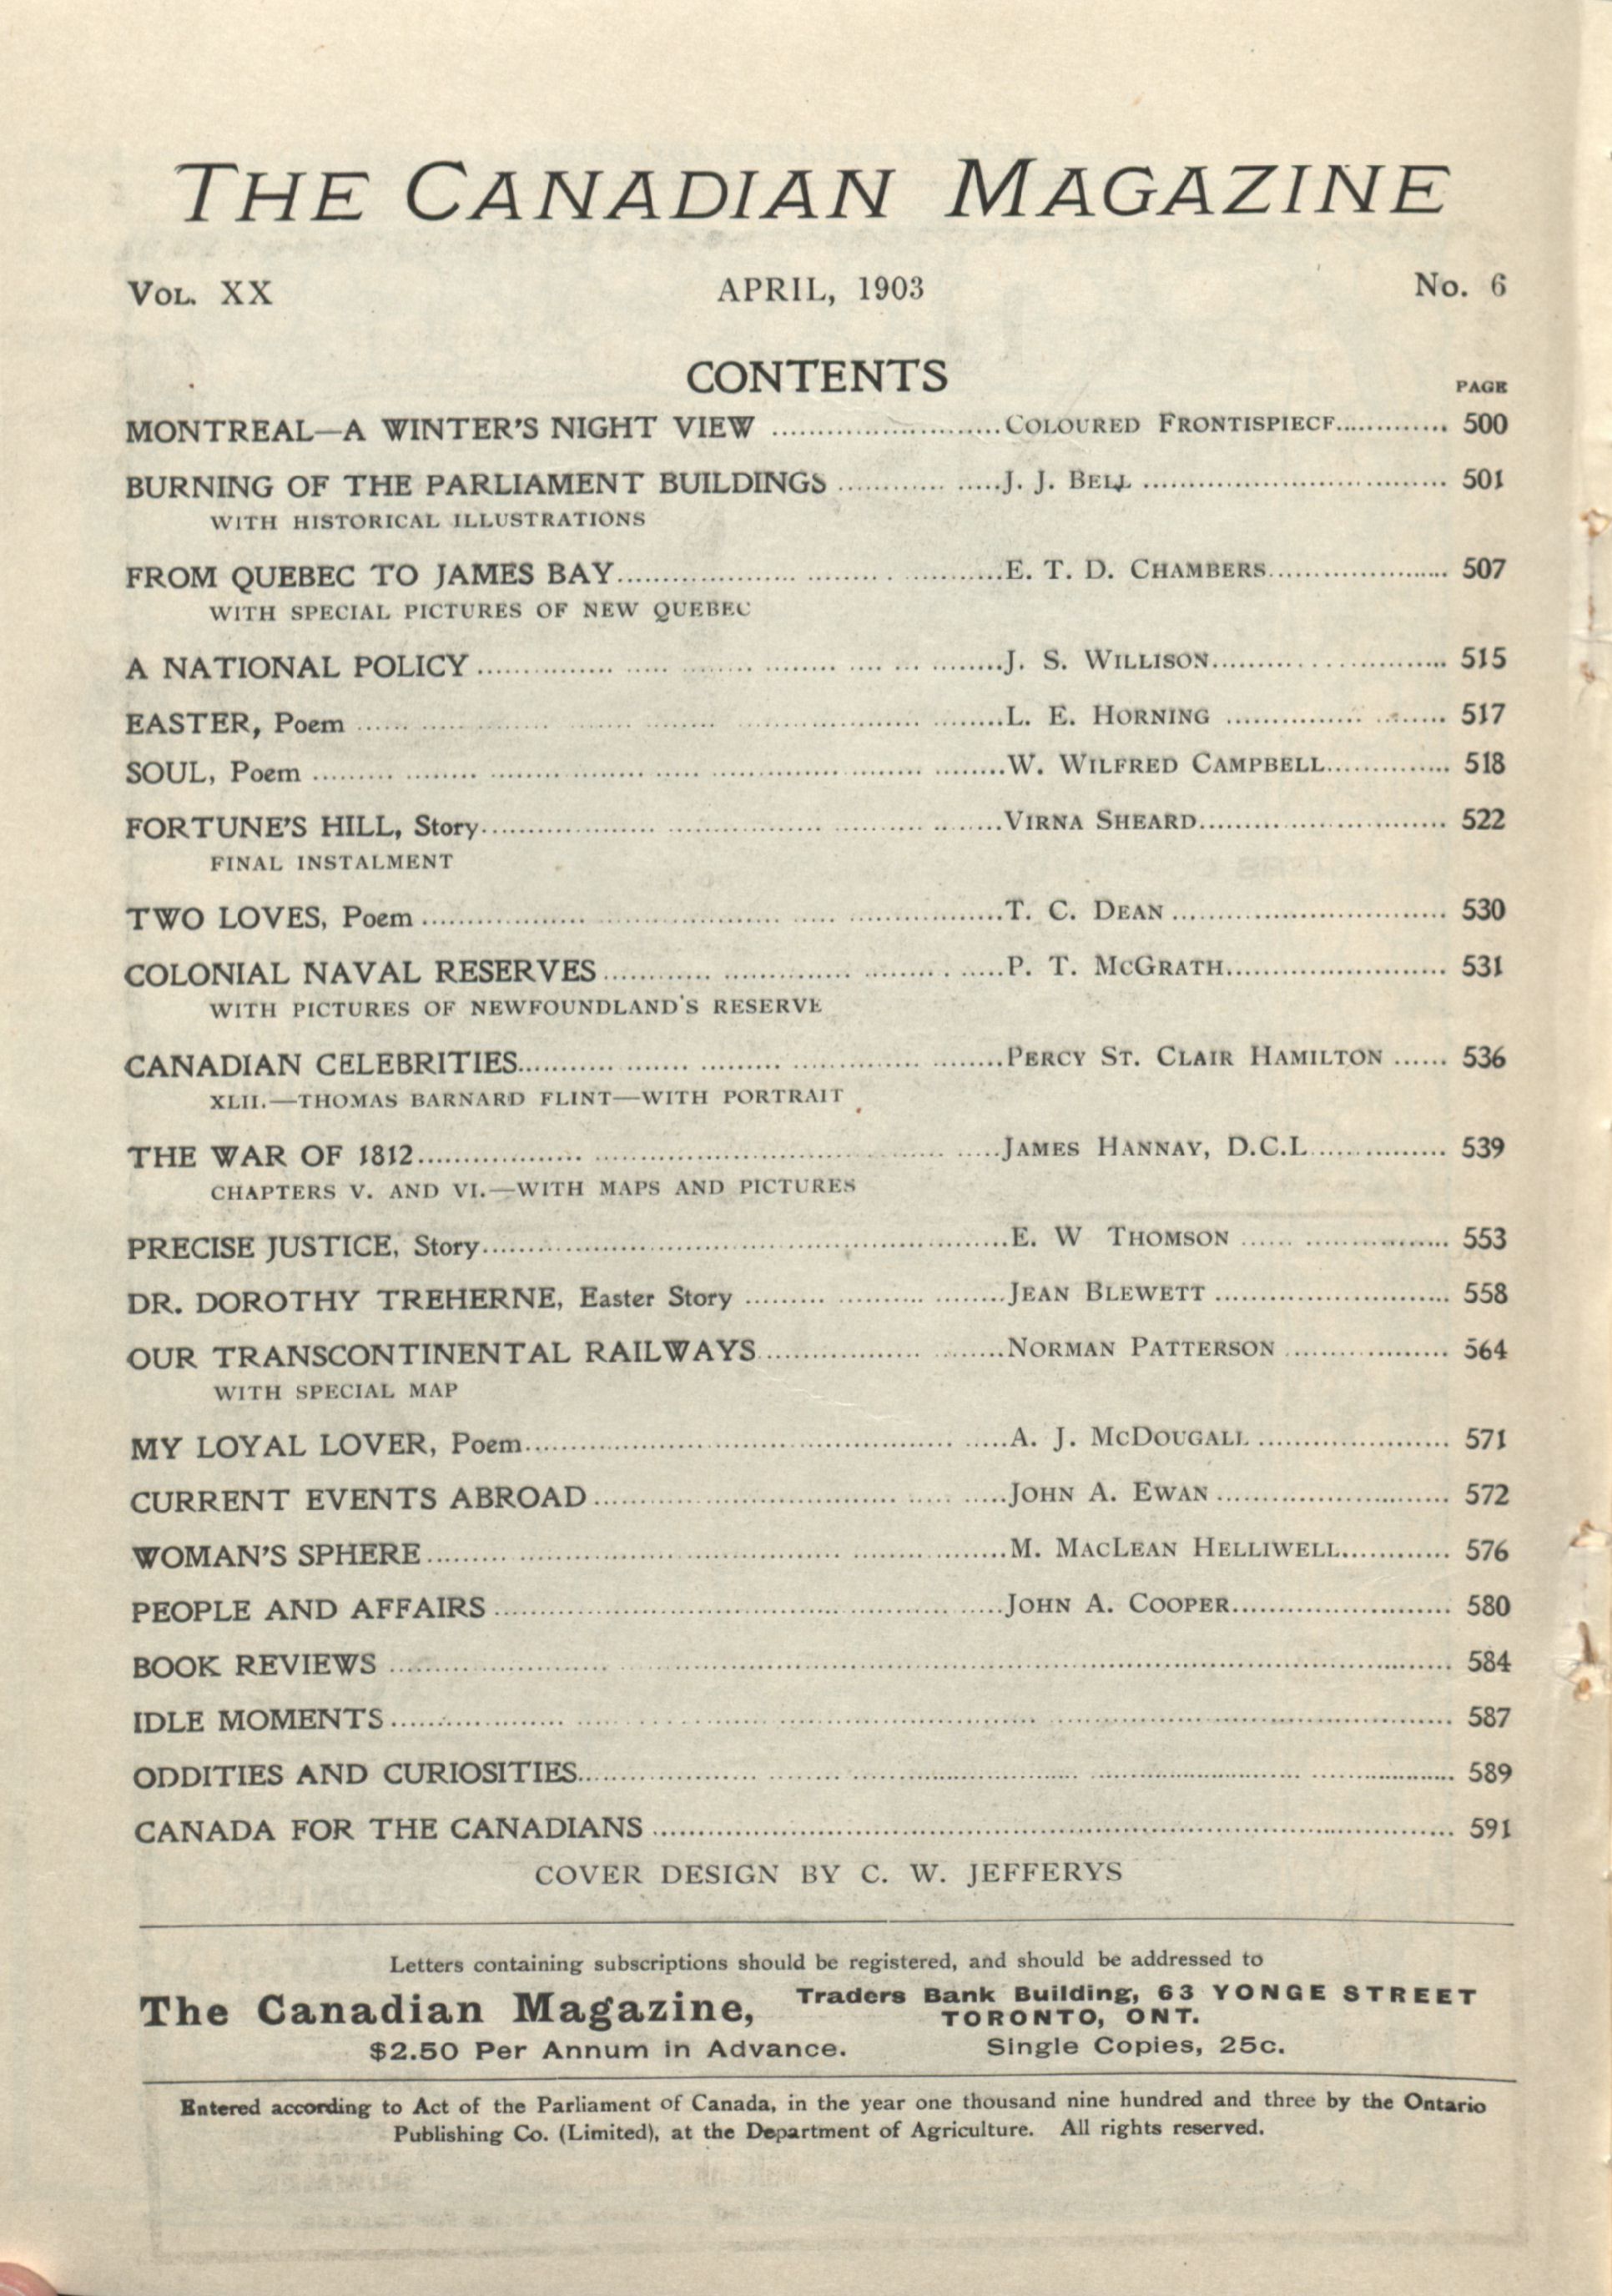 THE CANADIAN MAGAZINE
VOL. XX APRIL, 1903 No. 6
CONTENTS
PAGE
MONTREAL—A WINTER'S NIGHT VIEW ........ COLOURED FRONTISPIECE ........ 500
BURNING OF THE PARLIAMENT BUILDINGS ........ J. J. BELL ........ 501
WITH HISTORICAL ILLUSTRATIONS
FROM QUEBEC TO JAMES BAY ........ E. T. D. CHAMBERS ........ 507
WITH SPECIAL PICTURES OF NEW QUEBEC
A NATIONAL POLICY ........ J. S. WILLISON ........ 515
EASTER, Poem ........ L. E. HORNING ........ 517
SOUL, Poem ........ W. WILFRED CAMPBELL ........ 518
FORTUNE'S HILL, Story ........ VIRNA SHEARD ........ 522
FINAL INSTALMENT
TWO LOVES, Poem ........ T. C. DEAN ........ 530
COLONIAL NAVAL RESERVES ........ P. T. MCGRATH ........ 531
WITH PICTURES OF NEWFOUNDLAND'S RESERVE
CANADIAN CELEBRITIES ........ PERCY ST. CLAIR HAMILTON ........ 536
XLII.—THOMAS BARNARD FLINT—WITH PORTRAIT
THE WAR OF 1812 ........ JAMES HANNAY, D.C.L. ........ 539
CHAPTERS V. AND VI.—WITH MAPS AND PICTURES
PRECISE JUSTICE, Story ........ E. W THOMSON ........ 553
DR. DOROTHY TREHERNE, Easter Story ........ JEAN BLEWETT ........ 558
OUR TRANSCONTINENTAL RAILWAYS ........ NORMAN PATTERSON ........ 564
WITH SPECIAL MAP
MY LOYAL LOVER, Poem ........ A. J. MCDOUGALL ........ 571
CURRENT EVENTS ABROAD ........ JOHN A. EWAN ........ 572
WOMAN'S SPHERE ........ M. MACLEAN HELLIWELL ........ 576
PEOPLE AND AFFAIRS ........ JOHN A. COOPER ........ 580
BOOK REVIEWS ........ 584
IDLE MOMENTS ........ 587
ODDITIES AND CURIOSITIES ........ 589
CANADA FOR THE CANADIANS ........ 591
COVER DESIGN BY C. W. JEFFERYS
Letters containing subscriptions should be registered, and should be addressed to
The Canadian Magazine, Traders Bank Building, 63 YONGE STREET
TORONTO, ONT.
$2.50 Per Annum in Advance. Single Copies, 25c.
Entered according to Act of the Parliament of Canada, in the year one thousand nine hundred and three by the Ontario
Publishing Co. (Limited), at the Department of Agriculture. All rights reserved.